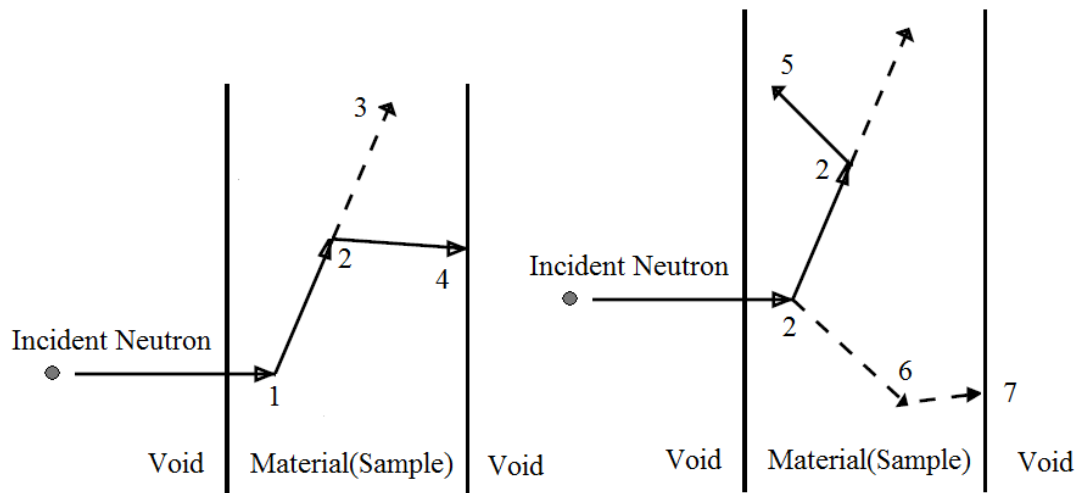 3
2
4
Incident Neutron
1
Void
Material(Sample)
Void
5
2
Incident Neutron
2
6
7
Void
Material(Sample)
Void